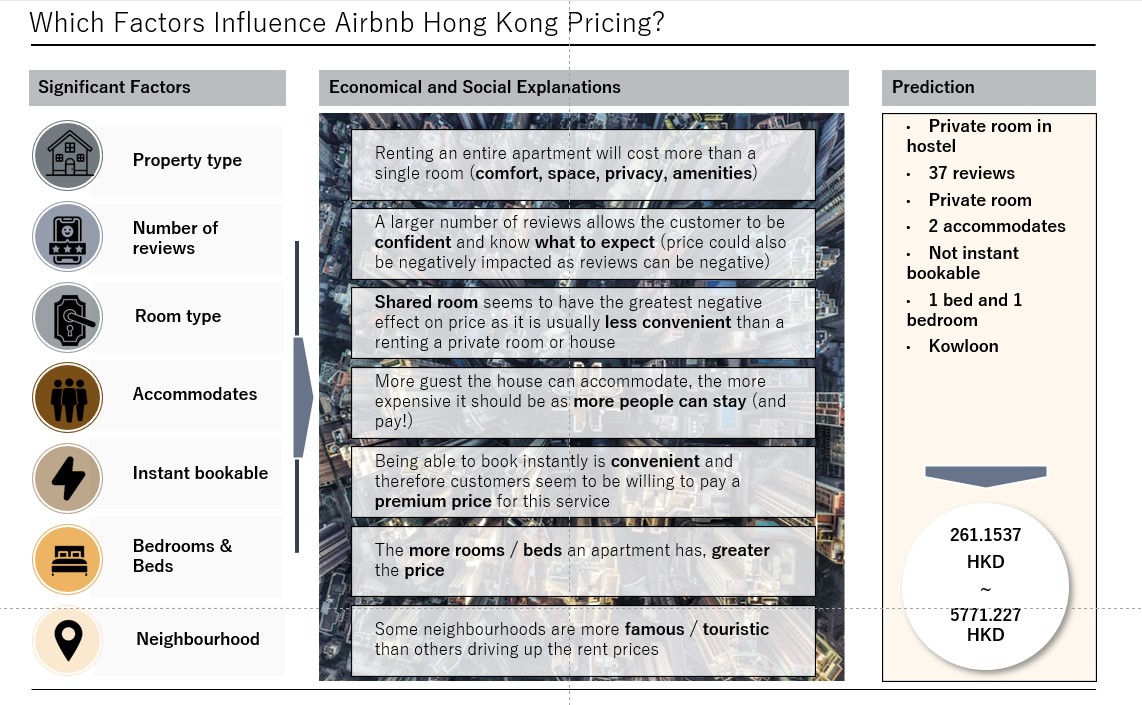 Which Factors Influence Airbnb Hong Kong Pricing?
Significant Factors
Property type
Number of
reviews
Room type
Accommodates
Instant bookable
Bedrooms &
Beds
Neighbourhood
Economical and Social Explanations
Renting an entire apartment will cost more than a
single room (comfort, space, privacy, amenities)
A larger number of reviews allows the customer to be
confident and know what to expect (price could also
be negatively impacted as reviews can be negative)
Shared room seems to have the greatest negative
effect on price as it is usually less convenient than a
renting a private room or house
More guest the house can accommodate, the more
expensive it should be as more people can stay (and
pay!)
Being able to book instantly is convenient and
therefore customers seem to be willing to pay a
premium price for this service
The more rooms / beds an apartment has, greater
the price
Some neighbourhoods are more famous / touristic
than others driving up the rent prices
Prediction
• Private room in
hostel
• 37 reviews
• Private room
• 2 accommodates
• Not instant
bookable
• 1 bed and 1
bedroom
• Kowloon
261.1537
HKD
~
5771.227
HKD